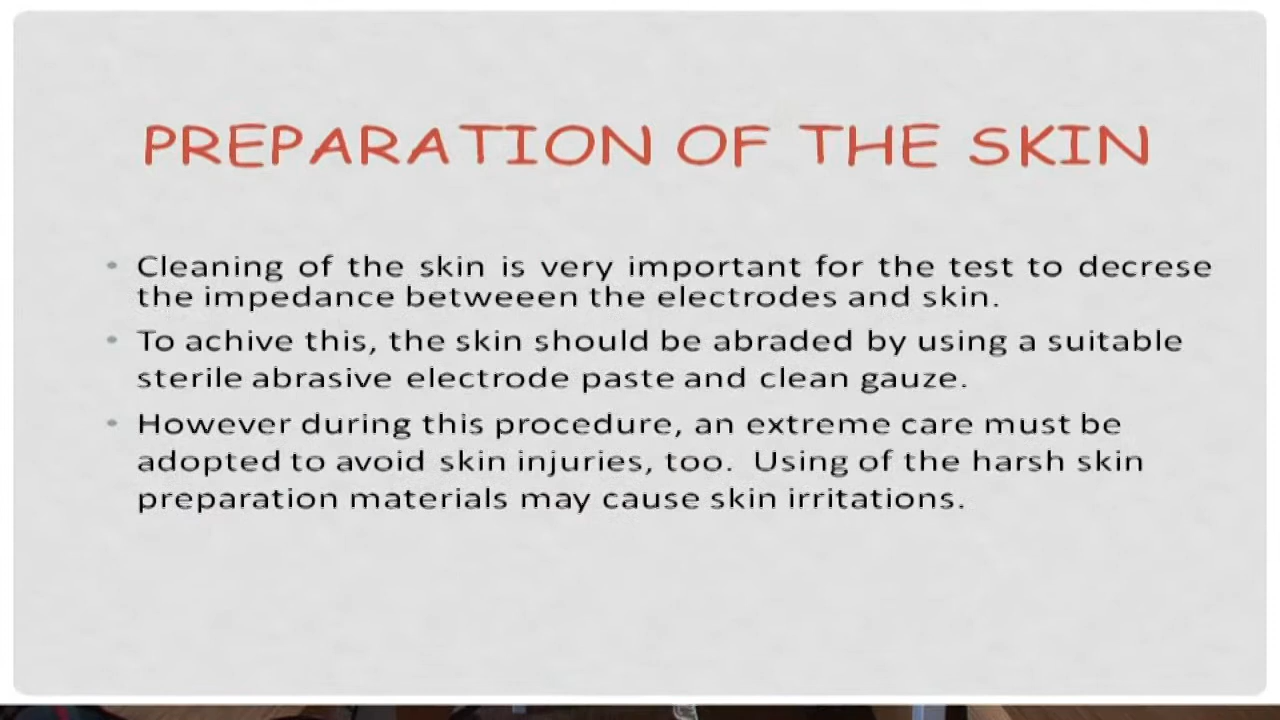 PREPARATION OF THE SKIN
• Cleaning of the skin is very important for the test to decrese
the impedance betweeen the electrodes and skin.
• To achive this, the skin should be abraded by using a suitable
sterile abrasive electrode paste and clean gauze.
• However during this procedure, an extreme care must be
adopted to avoid skin injuries, too. Using of the harsh skin
preparation materials may cause skin irritations.